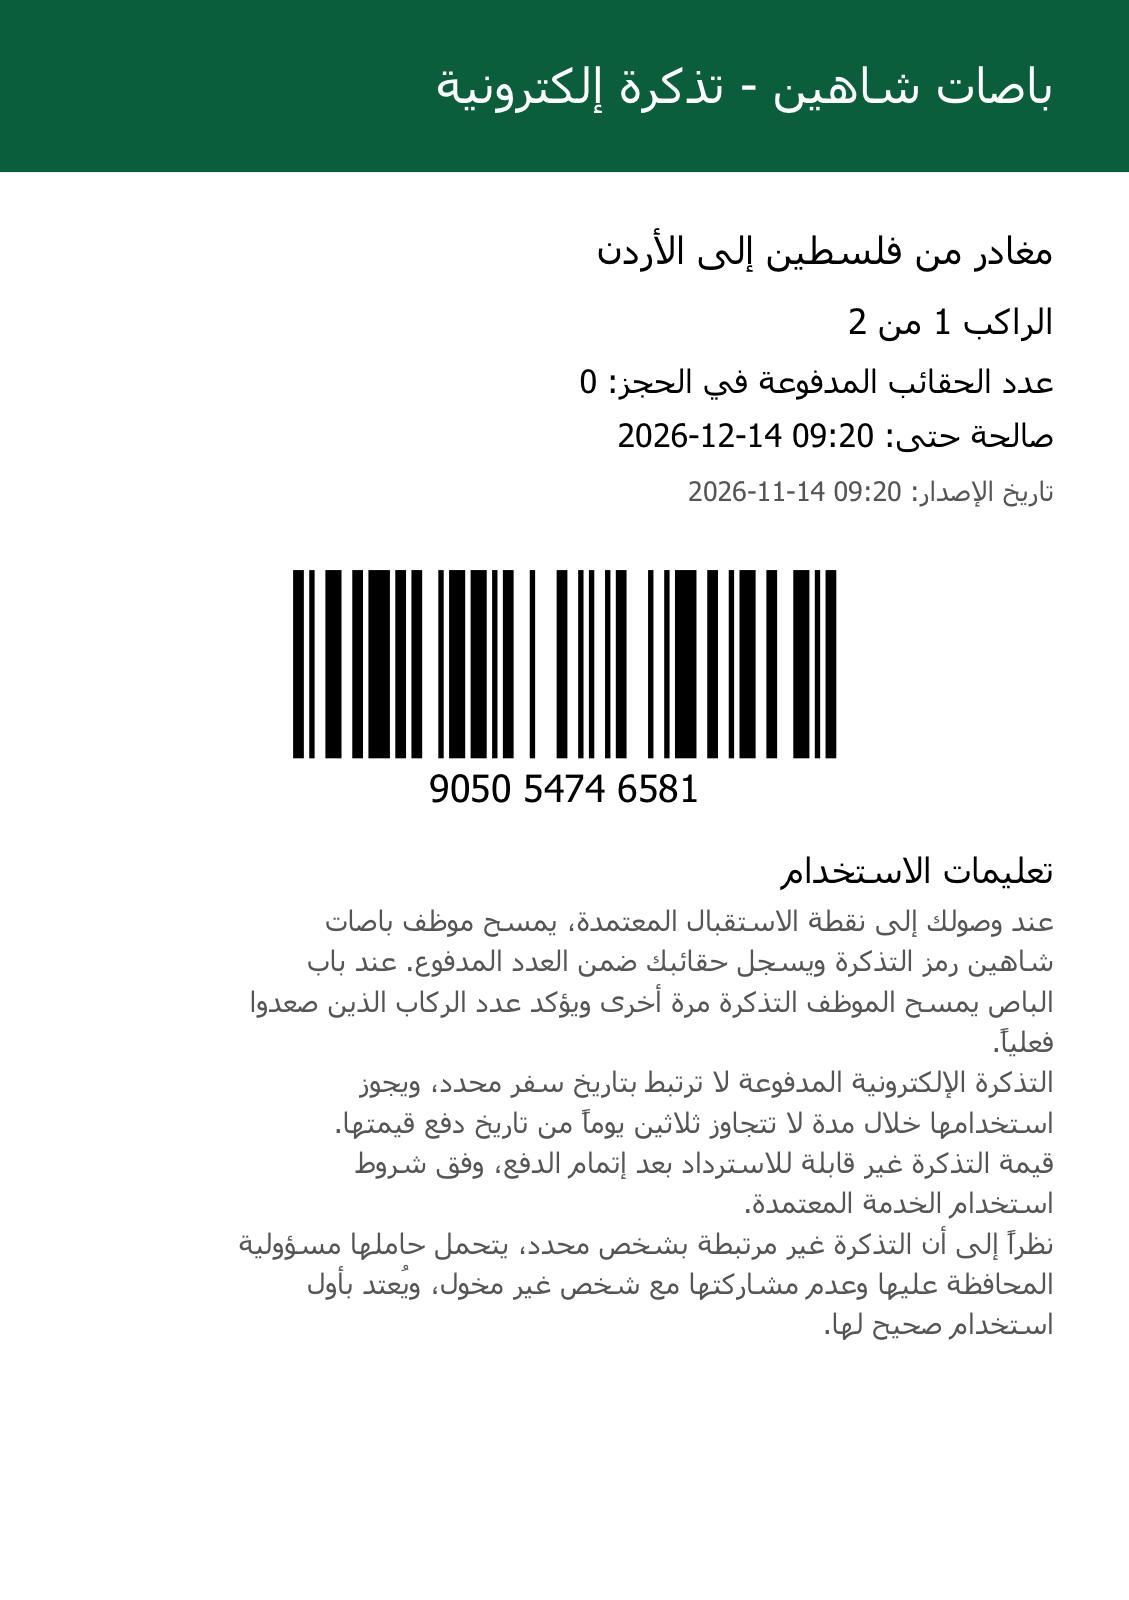 باصات شاهين - تذكرة إلكترونية
مغادر من فلسطين إلى الأردن
الراكب 1 من 2
عدد الحقائب المدفوعة في الحجز: 0
صالحة حتى: 09:20 14-12-2026
تاريخ الإصدار: 09:20 14-11-2026
9050 5474 6581
تعليمات الاستخدام
عند وصولك إلى نقطة الاستقبال المعتمدة، يمسح موظف باصات
شاهين رمز التذكرة ويسجل حقائبك ضمن العدد المدفوع. عند باب
الباص يمسح الموظف التذكرة مرة أخرى ويؤكد عدد الركاب الذين صعدوا
فعلياً.
التذكرة الإلكترونية المدفوعة لا ترتبط بتاريخ سفر محدد، ويجوز
استخدامها خلال مدة لا تتجاوز ثلاثين يوماً من تاريخ دفع قيمتها.
قيمة التذكرة غير قابلة للاسترداد بعد إتمام الدفع، وفق شروط
استخدام الخدمة المعتمدة.
نظراً إلى أن التذكرة غير مرتبطة بشخص محدد، يتحمل حاملها مسؤولية
المحافظة عليها وعدم مشاركتها مع شخص غير مخول، ويُعتد بأول
استخدام صحيح لها.